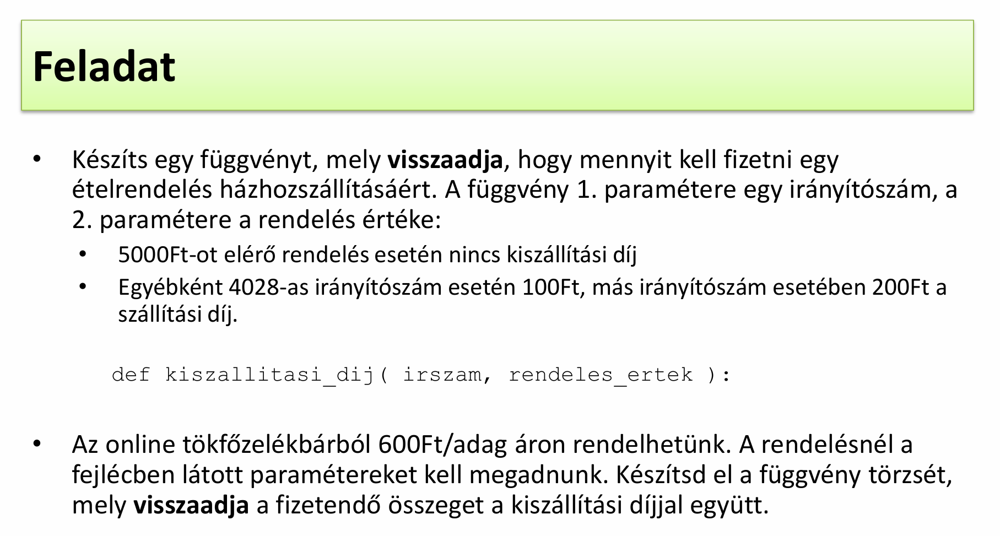 Feladat
• Készíts egy függvényt, mely visszaadja, hogy mennyit kell fizetni egy
ételrendelés házhozszállításáért. A függvény 1. paramétere egy irányítószám, a
2. paramétere a rendelés értéke:
• 5000Ft-ot elérő rendelés esetén nincs kiszállítási díj
• Egyébként 4028-as irányítószám esetén 100Ft, más irányítószám esetében 200Ft a
szállítási díj.
def kiszallitasi_dij( irszam, rendeles_ertek ):
• Az online tökfőzelékbárból 600Ft/adag áron rendelhetünk. A rendelésnél a
fejlécben látott paramétereket kell megadnunk. Készítsd el a függvény törzsét,
mely visszaadja a fizetendő összeget a kiszállítási díjjal együtt.